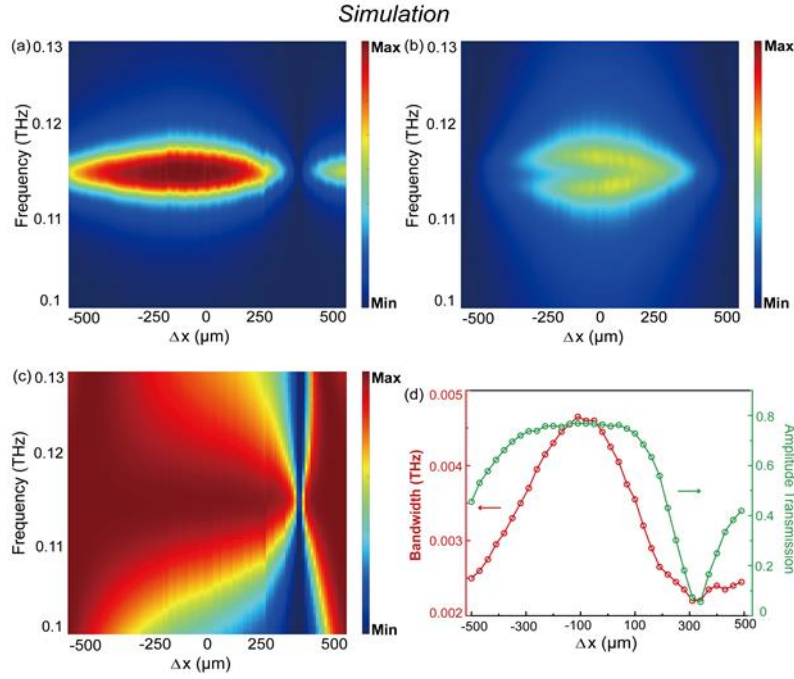 Simulation
(a)
0.13
0.12
0.11
0.1
Frequency (THz)
-500 -250 0 250 500
Δx (μm)
Max
Min
(b)
0.13
0.12
0.11
0.1
Frequency (THz)
-500 -250 0 250 500
Δx (μm)
Max
Min
(c)
0.13
0.12
0.11
0.1
Frequency (THz)
-500 -250 0 250 500
Δx (μm)
Max
Min
(d)
0.005
0.004
0.003
0.002
Bandwidth (THz)
-500 -300 -100 100 300 500
Δx (μm)
0.8
0.6
0.4
0.2
0
Amplitude Transmission